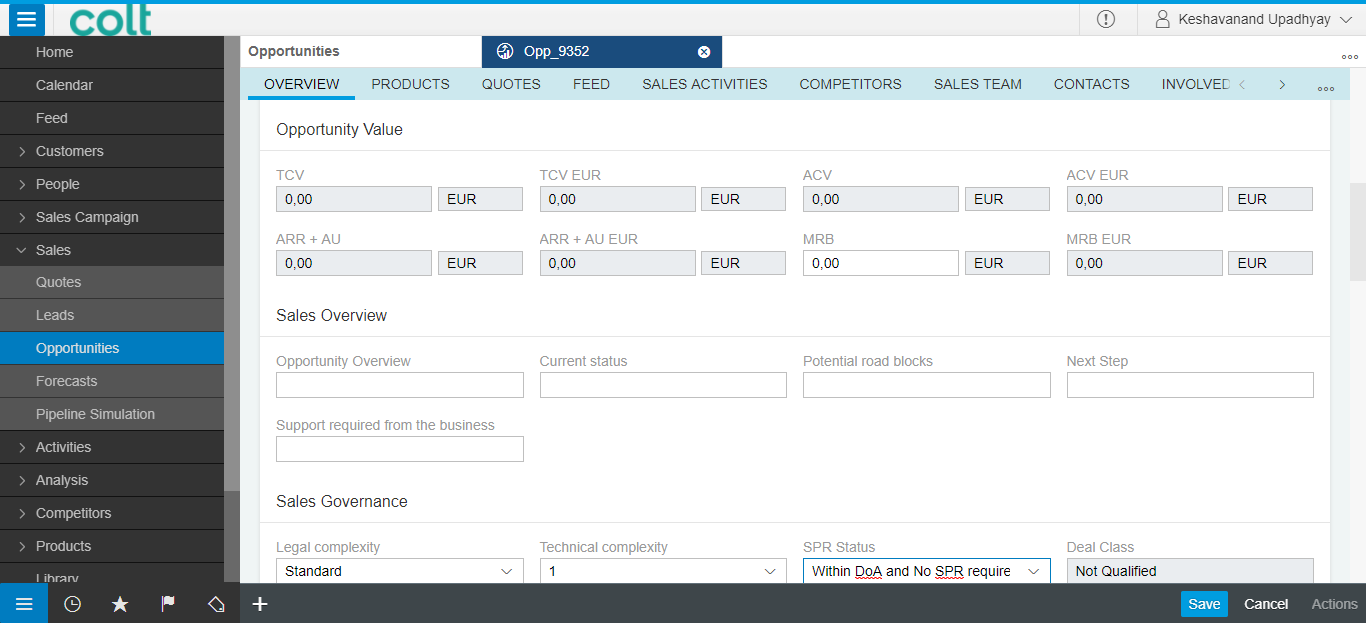 colt
Keshavanand Upadhyay
Home
Calendar
Feed
Customers
People
Sales Campaign
Sales
Quotes
Leads
Opportunities
Forecasts
Pipeline Simulation
Activities
Analysis
Competitors
Products
Library
Opportunities
Opp_9352
OVERVIEW PRODUCTS QUOTES FEED SALES ACTIVITIES COMPETITORS SALES TEAM CONTACTS INVOLVED
Opportunity Value
TCV TCV EUR ACV ACV EUR
0,00 EUR 0,00 EUR 0,00 EUR 0,00 EUR
ARR + AU ARR + AU EUR MRB MRB EUR
0,00 EUR 0,00 EUR 0,00 EUR 0,00 EUR
Sales Overview
Opportunity Overview Current status Potential road blocks Next Step
Support required from the business
Sales Governance
Legal complexity Technical complexity SPR Status Deal Class
Standard 1 Within DoA and No SPR require Not Qualified
Save Cancel Actions